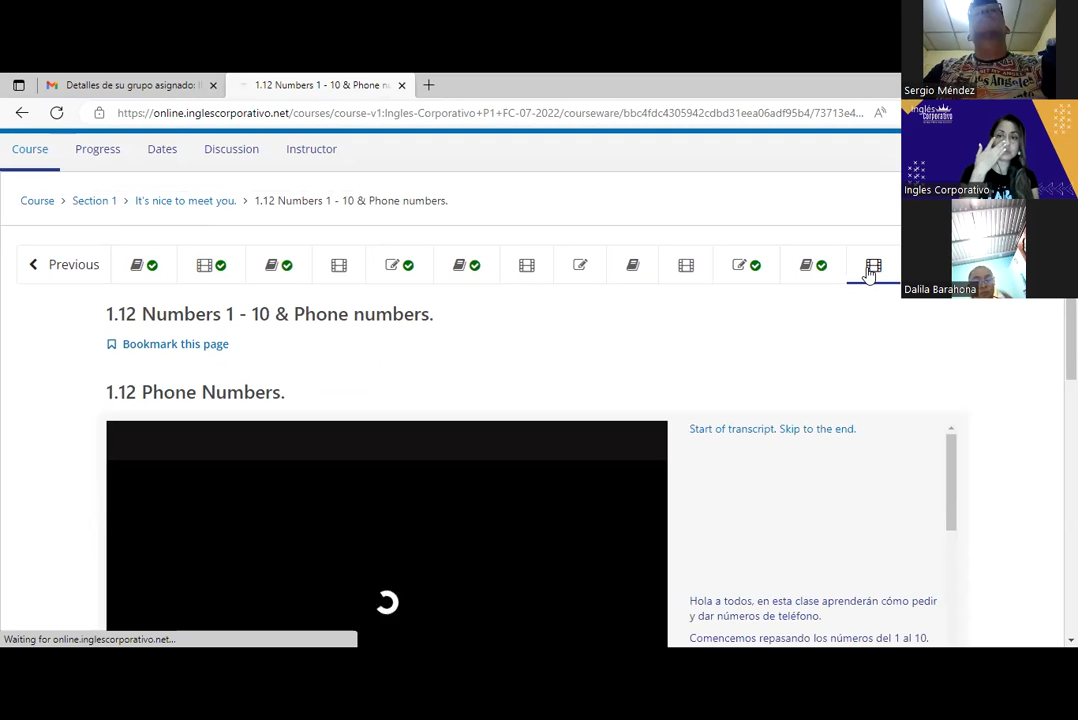 Detalles de su grupo asignado: I
1.12 Numbers 1 - 10 & Phone nu
https://online.inglescorporativo.net/courses/course-v1:Ingles-Corporativo+P1+FC-07-2022/courseware/bbc4fdc4305942cdbd31eea06adf95b4/73713e4...
Course
Progress
Dates
Discussion
Instructor
Course > Section 1 > It's nice to meet you. > 1.12 Numbers 1 - 10 & Phone numbers.
Previous
1.12 Numbers 1 - 10 & Phone numbers.
Bookmark this page
1.12 Phone Numbers.
Start of transcript. Skip to the end.
Hola a todos, en esta clase aprenderán cómo pedir
y dar números de teléfono.
Comencemos repasando los números del 1 al 10.
Waiting for online.inglescorporativo.net...
Sergio Méndez
Inglés
Corporativo
Ingles Corporativo
Dalila Barahona